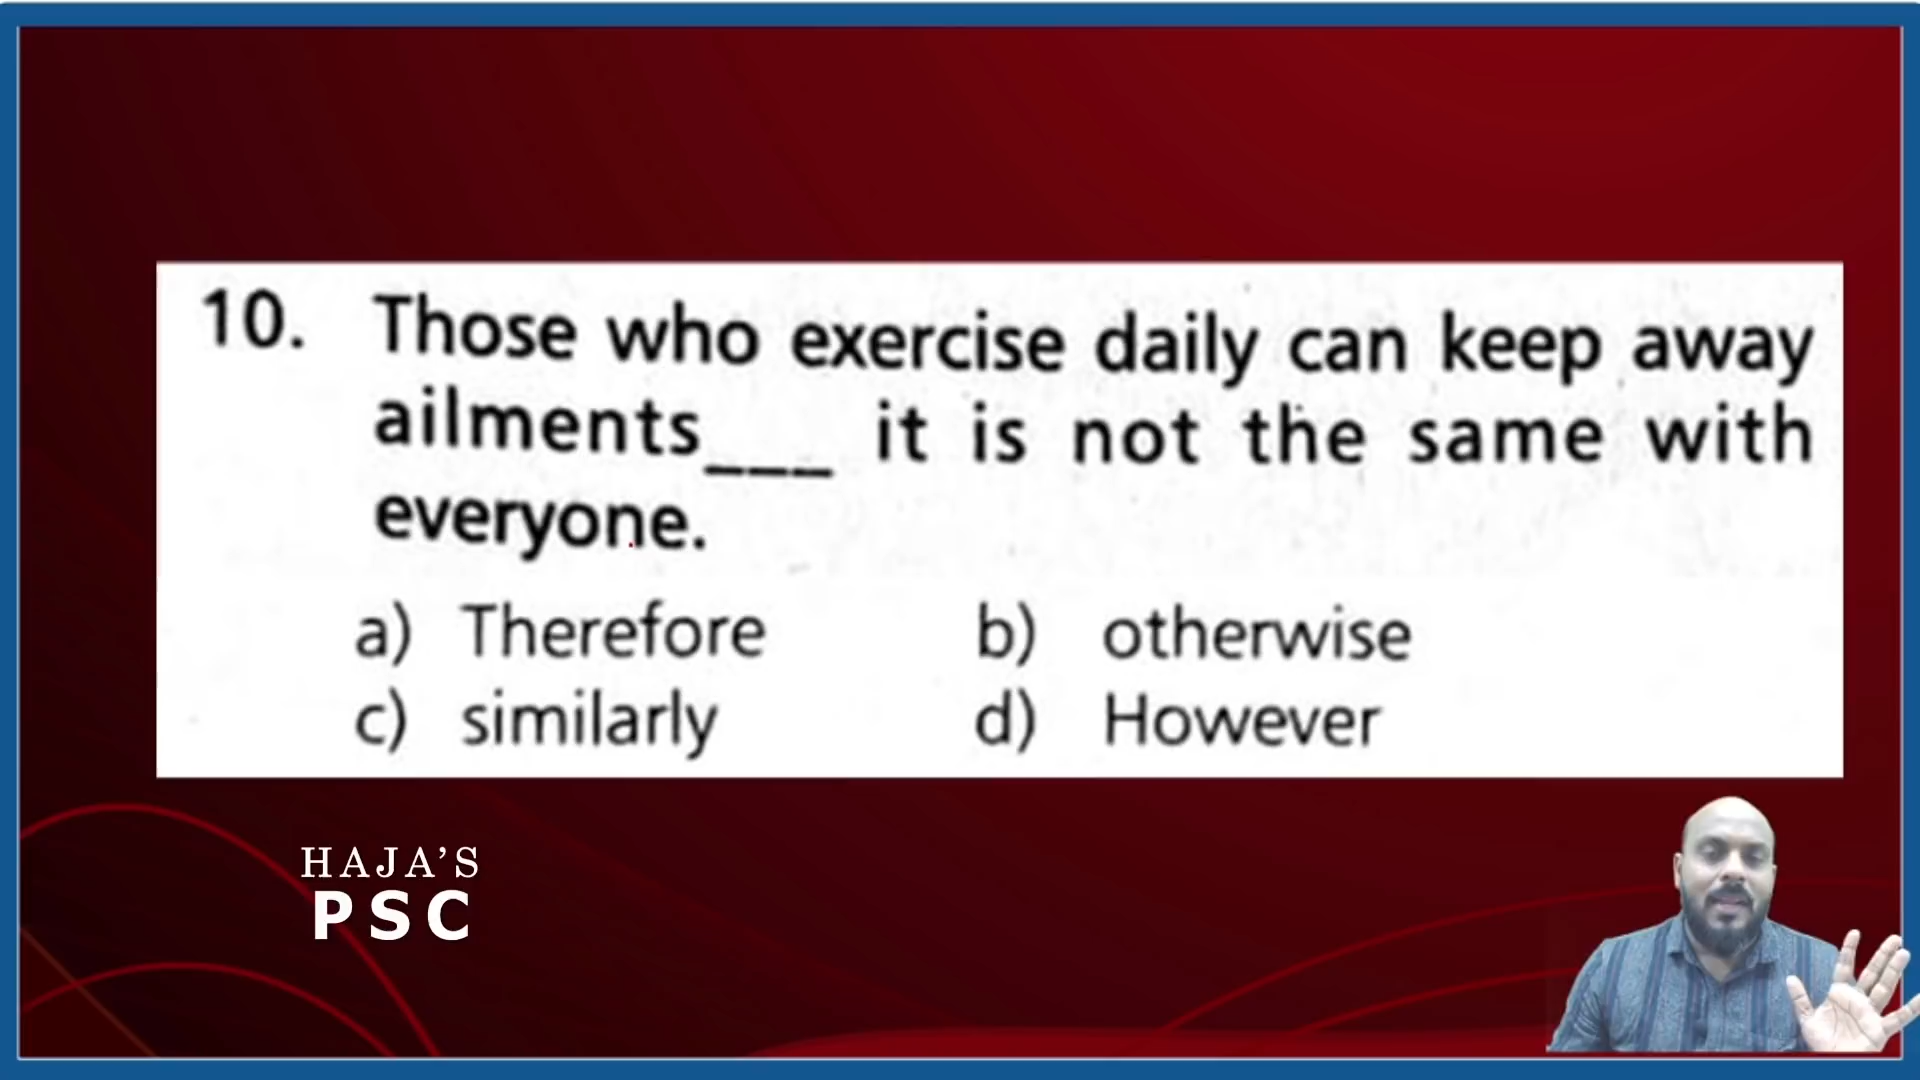 10. Those who exercise daily can keep away
ailments___ it is not the same with
everyone.
a) Therefore b) otherwise
c) similarly d) However
HAJA'S
PSC